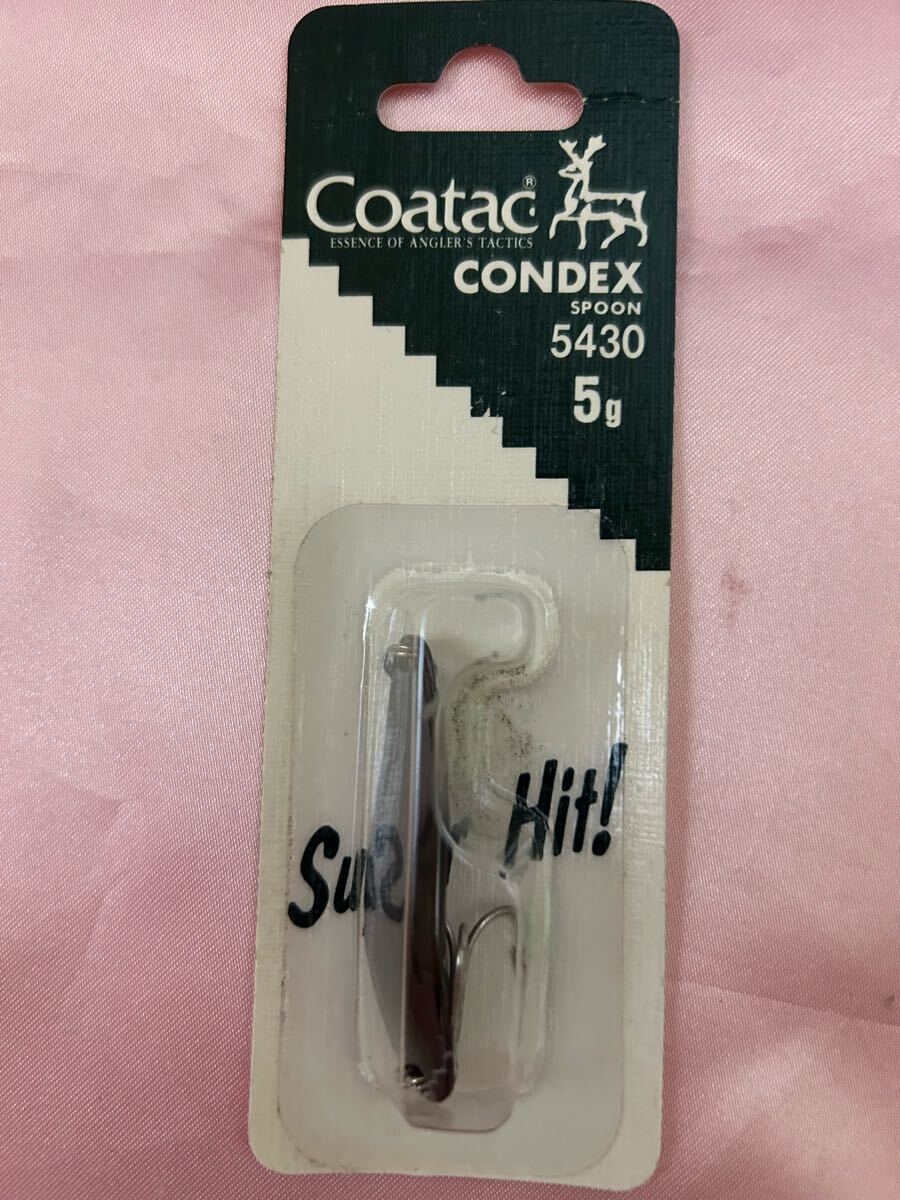 Coatac®
ESSENCE OF ANGLER'S TACTICS
CONDEX
SPOON
5430
5g
Hit!